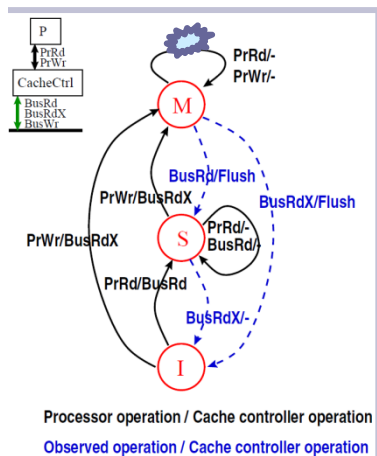 P
PrRd
PrWr
CacheCtrl
BusRd
BusRdX
BusWr
PrRd/-
PrWr/-
M
BusRd/Flush
BusRdX/Flush
PrWr/BusRdX
PrWr/BusRdX
S
PrRd/-
BusRd/-
PrRd/BusRd
BusRdX/-
I
Processor operation / Cache controller operation
Observed operation / Cache controller operation